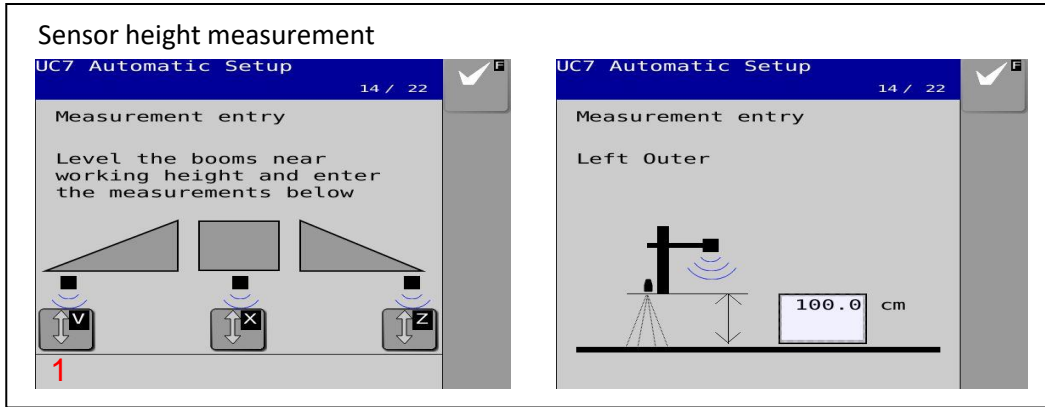 Sensor height measurement
UC7 Automatic Setup
14 / 22
F
Measurement entry
Level the booms near
working height and enter
the measurements below
V
X
Z
1
UC7 Automatic Setup
14 / 22
F
Measurement entry
Left Outer
100.0 cm